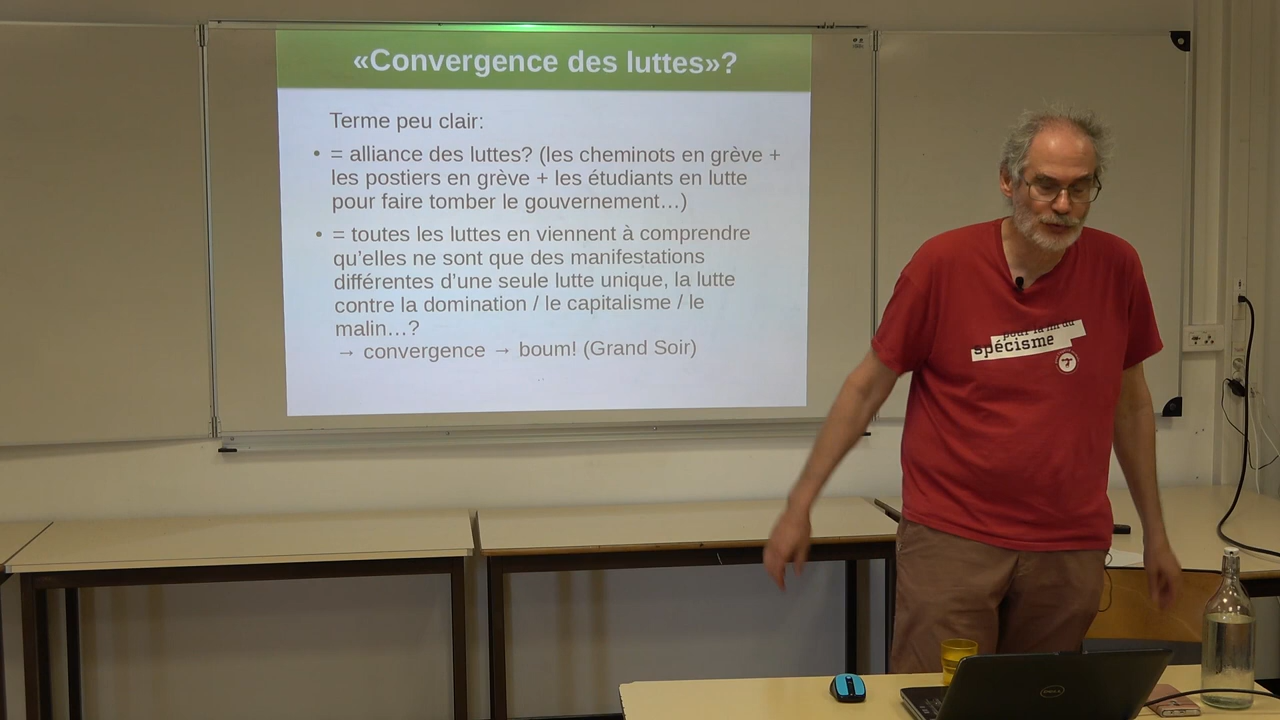 «Convergence des luttes»?
Terme peu clair:
• = alliance des luttes? (les cheminots en grève +
les postiers en grève + les étudiants en lutte
pour faire tomber le gouvernement…)
• = toutes les luttes en viennent à comprendre
qu’elles ne sont que des manifestations
différentes d’une seule lutte unique, la lutte
contre la domination / le capitalisme / le
malin…?
→ convergence → boum! (Grand Soir)
pour la fin du
spécisme
DELL